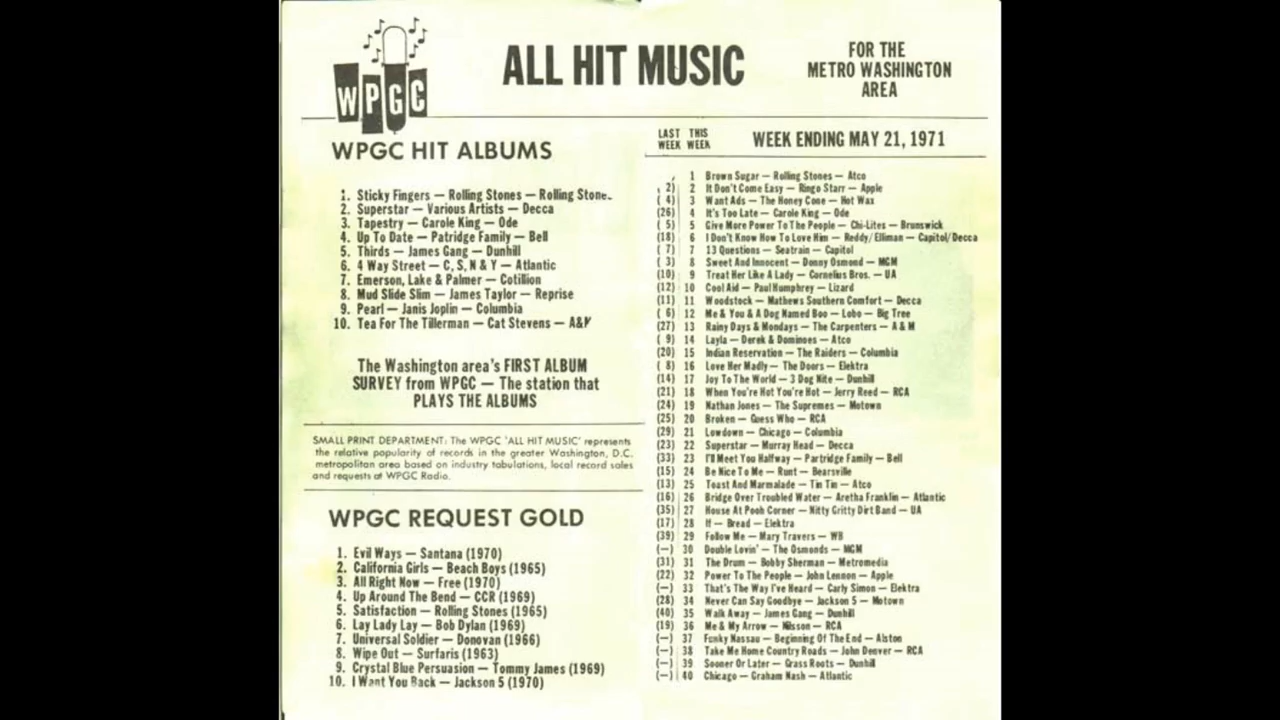 WPGC
ALL HIT MUSIC
FOR THE
METRO WASHINGTON
AREA
WPGC HIT ALBUMS
1. Sticky Fingers — Rolling Stones — Rolling Stone
2. Superstar — Various Artists — Decca
3. Tapestry — Carole King — Ode
4. Up To Date — Patridge Family — Bell
5. Thirds — James Gang — Dunhill
6. 4 Way Street — C, S, N & Y — Atlantic
7. Emerson, Lake & Palmer — Cotillion
8. Mud Slide Slim — James Taylor — Reprise
9. Pearl — Janis Joplin — Columbia
10. Tea For The Tillerman — Cat Stevens — A&M
The Washington area's FIRST ALBUM
SURVEY from WPGC — The station that
PLAYS THE ALBUMS
SMALL PRINT DEPARTMENT: The WPGC 'ALL HIT MUSIC' represents
the relative popularity of records in the greater Washington, D.C.
metropolitan area based on industry tabulations, local record sales
and requests at WPGC Radio.
WPGC REQUEST GOLD
1. Evil Ways — Santana (1970)
2. California Girls — Beach Boys (1965)
3. All Right Now — Free (1970)
4. Up Around The Bend — CCR (1969)
5. Satisfaction — Rolling Stones (1965)
6. Lay Lady Lay — Bob Dylan (1969)
7. Universal Soldier — Donovan (1966)
8. Wipe Out — Surfaris (1963)
9. Crystal Blue Persuasion — Tommy James (1969)
10. I Want You Back — Jackson 5 (1970)
LAST THIS
WEEK WEEK
WEEK ENDING MAY 21, 1971
1 Brown Sugar — Rolling Stones — Atco
2) 2 It Don't Come Easy — Ringo Starr — Apple
( 4) 3 Want Ads — The Honey Cone — Hot Wax
(26) 4 It's Too Late — Carole King — Ode
( 5) 5 Give More Power To The People — Chi-Lites — Brunswick
(18) 6 I Don't Know How To Love Him — Reddy/Elliman — Capitol/Decca
( 7) 7 13 Questions — Seatrain — Capitol
( 3) 8 Sweet And Innocent — Donny Osmond — MGM
(10) 9 Treat Her Like A Lady — Cornelius Bros. — UA
(12) 10 Cool Aid — Paul Humphrey — Lizard
(11) 11 Woodstock — Mathews Southern Comfort — Decca
( 6) 12 Me & You & A Dog Named Boo — Lobo — Big Tree
(27) 13 Rainy Days & Mondays — The Carpenters — A & M
( 9) 14 Layla — Derek & Dominoes — Atco
(20) 15 Indian Reservation — The Raiders — Columbia
( 8) 16 Love Her Madly — The Doors — Elektra
(14) 17 Joy To The World — 3 Dog Nite — Dunhill
(21) 18 When You're Hot You're Hot — Jerry Reed — RCA
(24) 19 Nathan Jones — The Supremes — Motown
(25) 20 Broken — Guess Who — RCA
(29) 21 Lowdown — Chicago — Columbia
(23) 22 Superstar — Murray Head — Decca
(33) 23 I'll Meet You Halfway — Partridge Family — Bell
(15) 24 Be Nice To Me — Runt — Bearsville
(13) 25 Toast And Marmalade — Tin Tin — Atco
(16) 26 Bridge Over Troubled Water — Aretha Franklin — Atlantic
(35) 27 House At Pooh Corner — Nitty Gritty Dirt Band — UA
(17) 28 If — Bread — Elektra
(39) 29 Follow Me — Mary Travers — WB
(—) 30 Double Lovin' — The Osmonds — MGM
(31) 31 The Drum — Bobby Sherman — Metromedia
(22) 32 Power To The People — John Lennon — Apple
(—) 33 That's The Way I've Heard — Carly Simon — Elektra
(28) 34 Never Can Say Goodbye — Jackson 5 — Motown
(40) 35 Walk Away — James Gang — Dunhill
(19) 36 Me & My Arrow — Nilsson — RCA
(—) 37 Funky Nassau — Beginning Of The End — Alston
(—) 38 Take Me Home Country Roads — John Denver — RCA
(—) 39 Sooner Or Later — Grass Roots — Dunhill
(—) 40 Chicago — Graham Nash — Atlantic